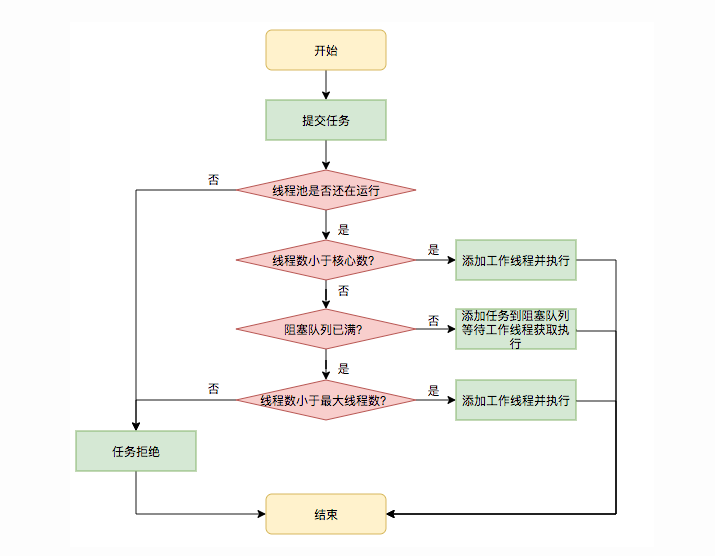 开始
提交任务
否
线程池是否还在运行
是
线程数小于核心数?
是
添加工作线程并执行
否
阻塞队列已满?
否
添加任务到阻塞队列
等待工作线程获取执
行
是
否
线程数小于最大线程数?
是
添加工作线程并执行
任务拒绝
结束